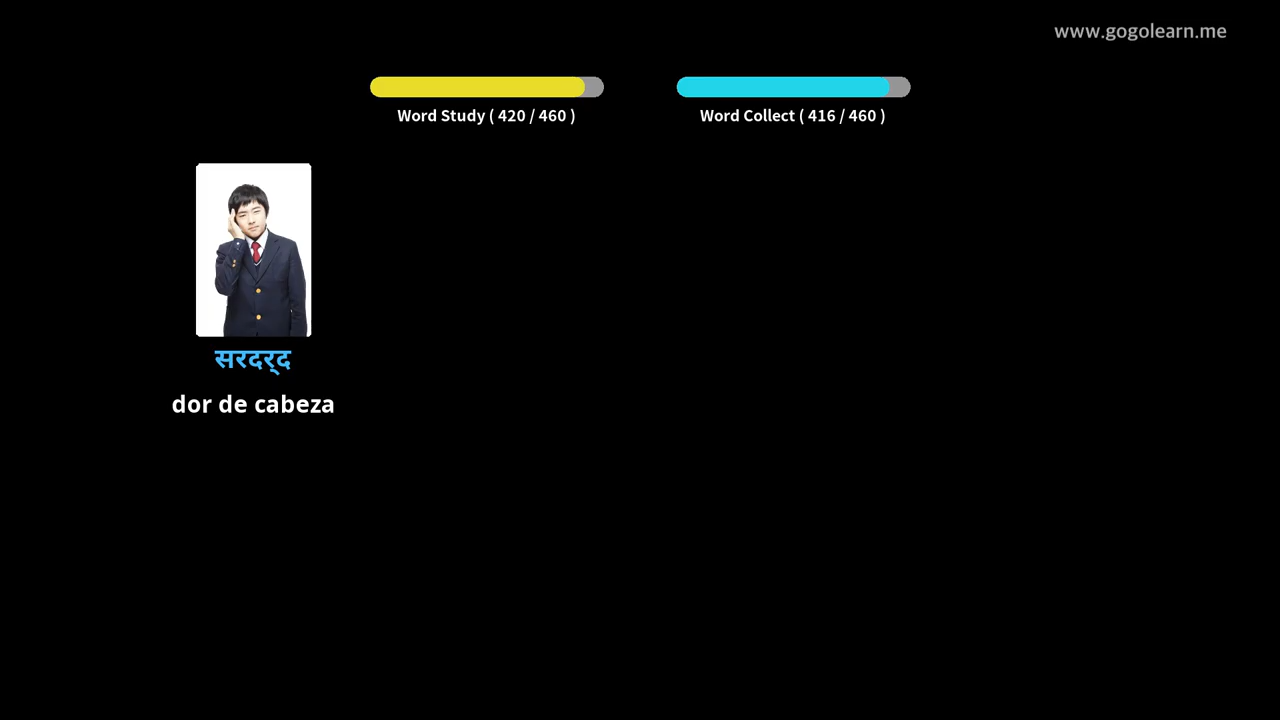 www.gogolearn.me
Word Study ( 420 / 460 )
Word Collect ( 416 / 460 )
सरदर्द
dor de cabeza